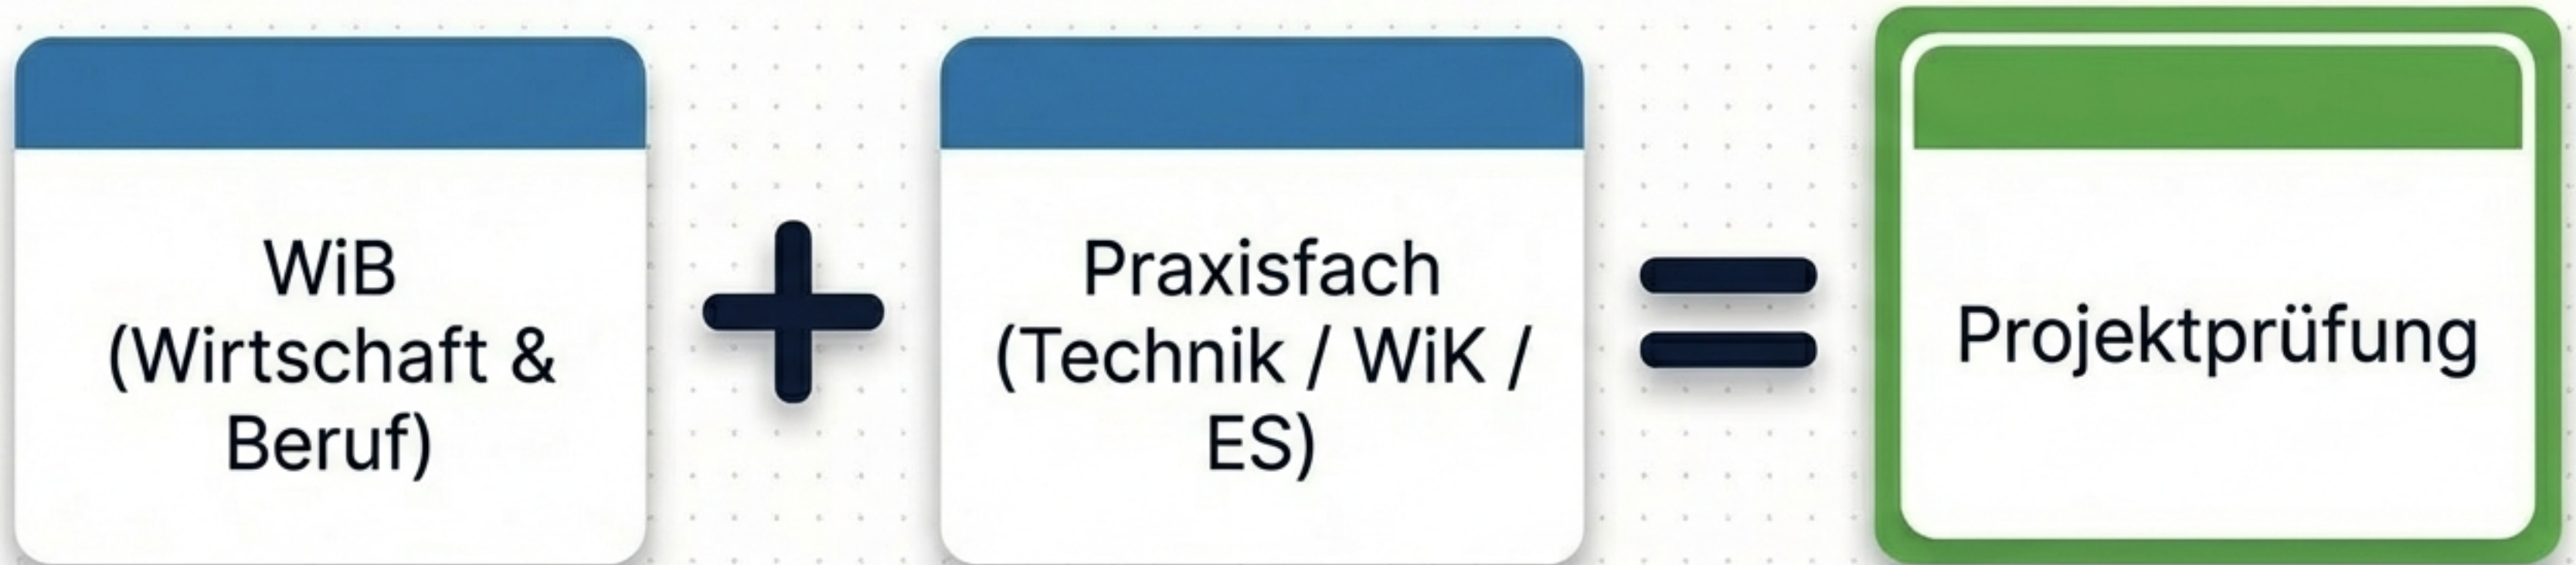 WiB
(Wirtschaft &
Beruf)
+
Praxisfach
(Technik / WiK /
ES)
=
Projektprüfung